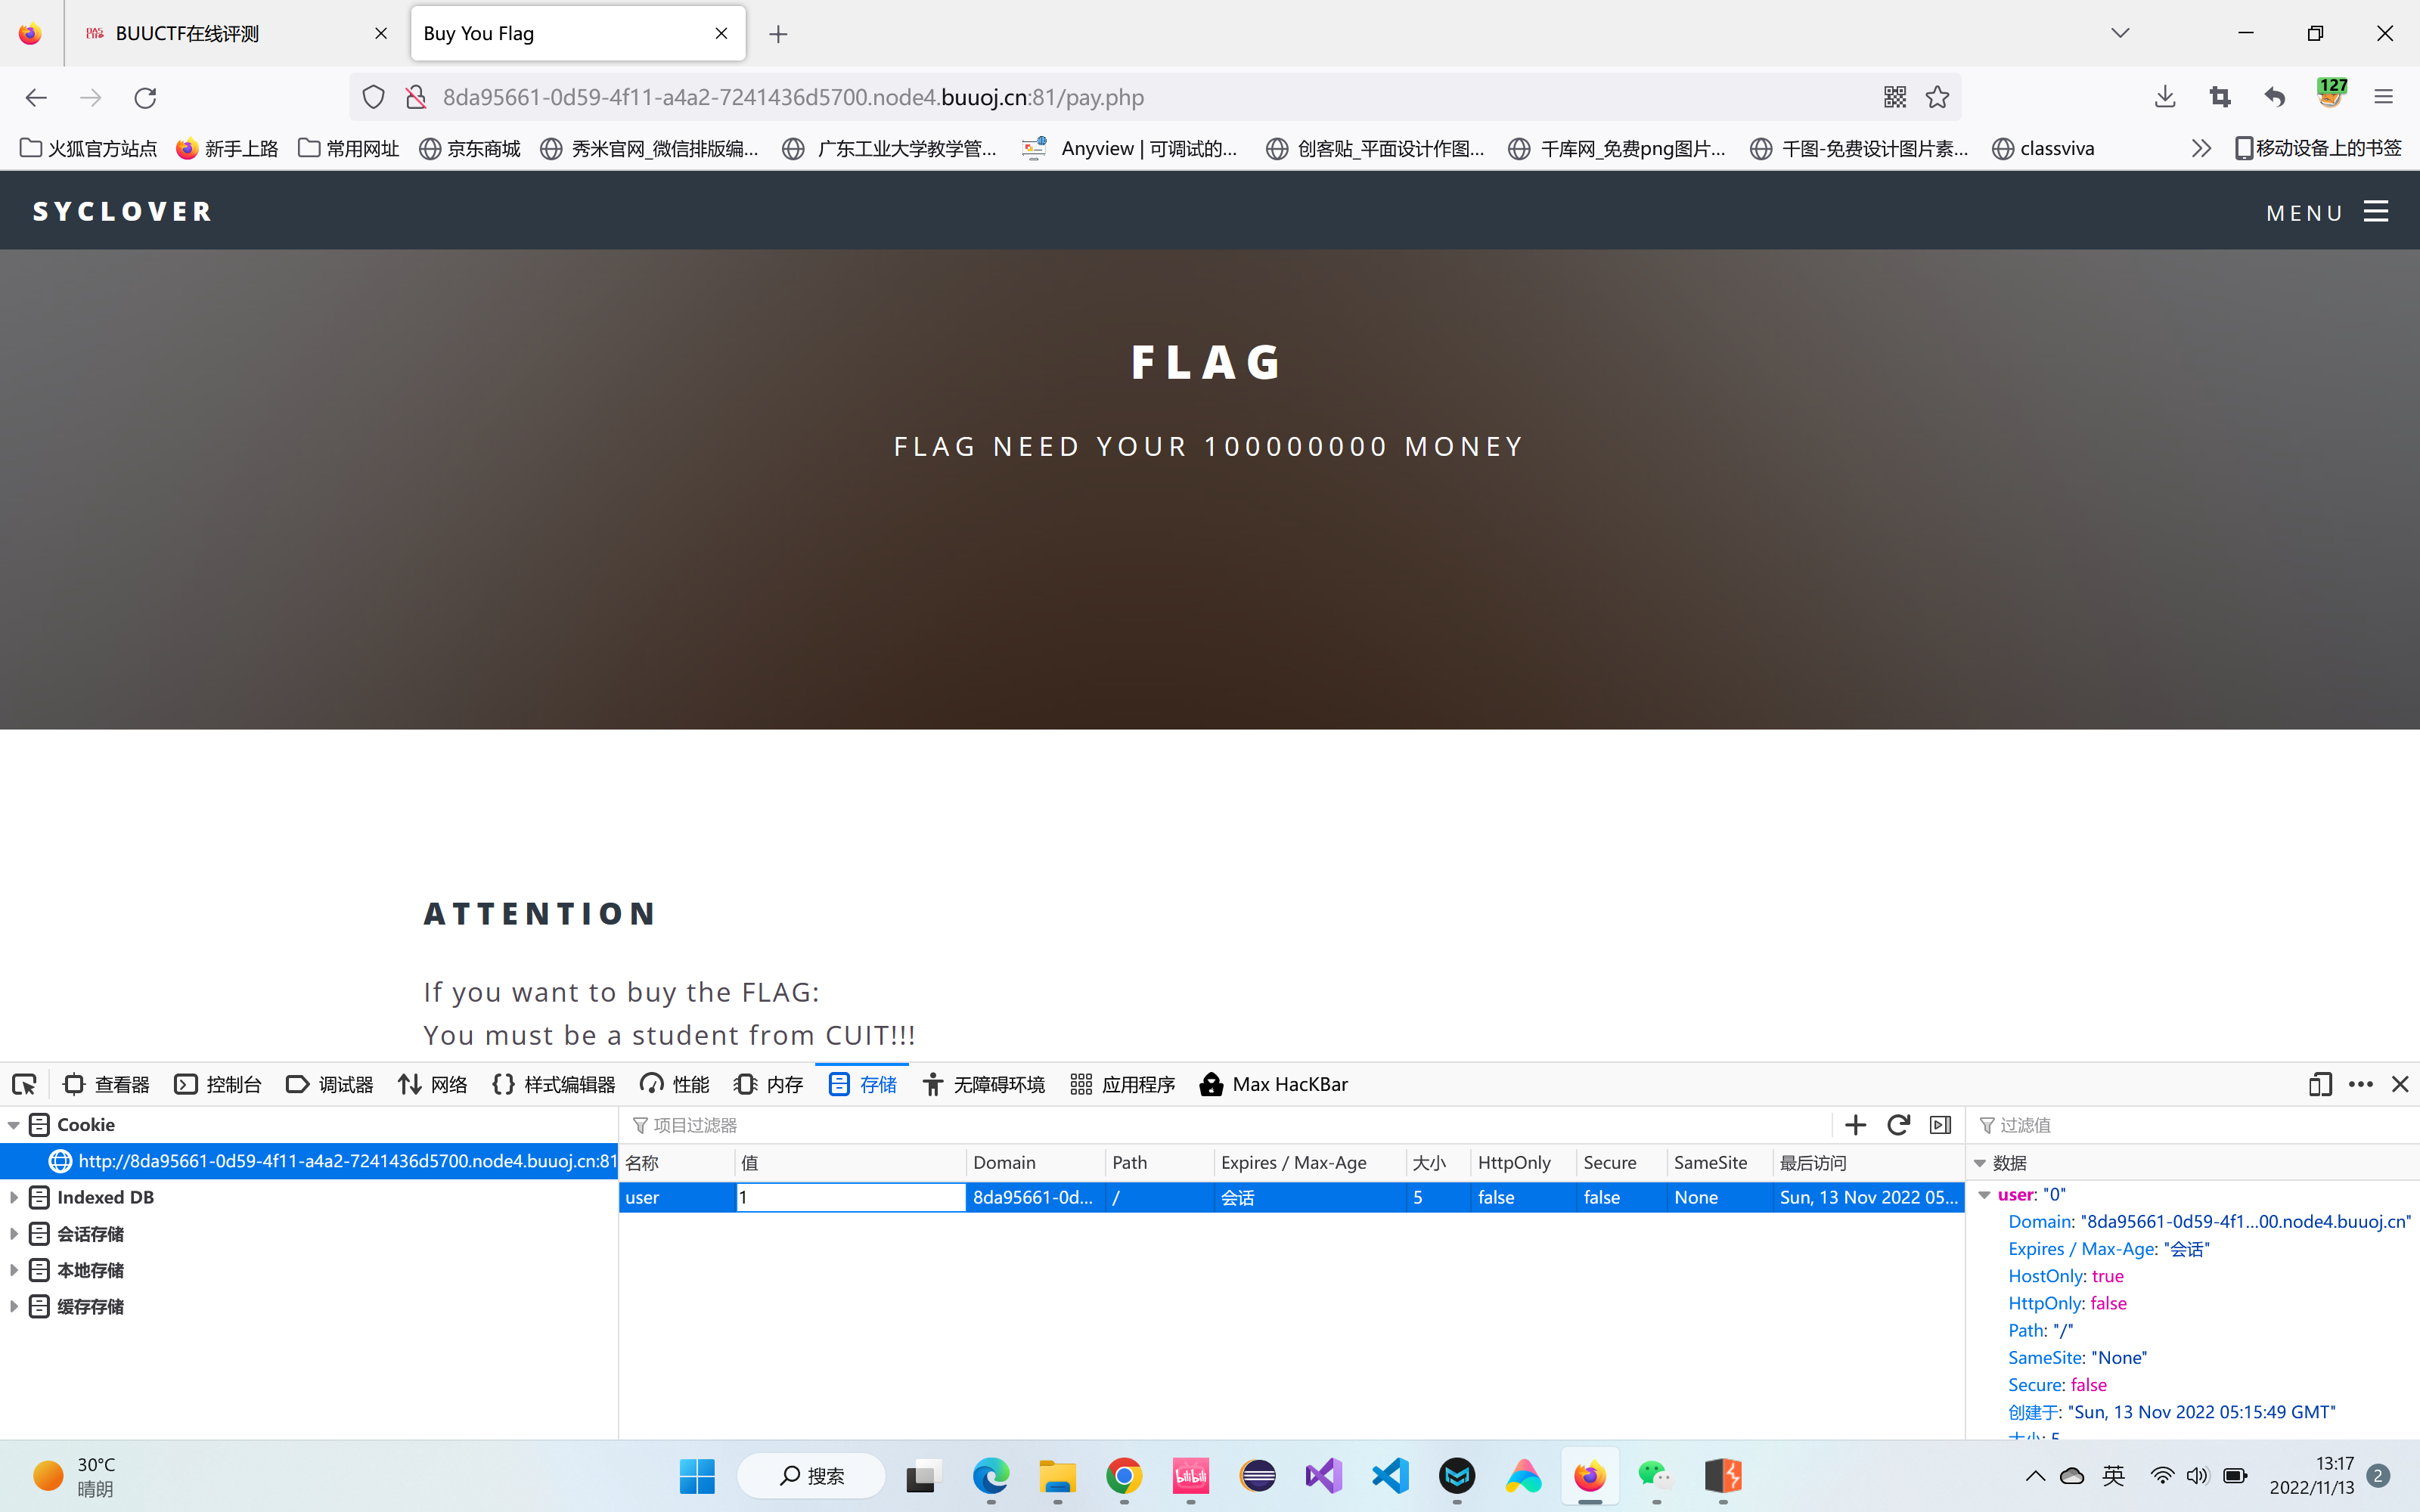 BUUCTF在线评测
Buy You Flag
8da95661-0d59-4f11-a4a2-7241436d5700.node4.buuoj.cn:81/pay.php
127
火狐官方站点 新手上路 常用网址 京东商城 秀米官网_微信排版编... 广东工业大学教学管... Anyview | 可调试的... 创客贴_平面设计作图... 千库网_免费png图片... 千图-免费设计图片素... classviva 移动设备上的书签
SYCLOVER
MENU
FLAG
FLAG NEED YOUR 100000000 MONEY
ATTENTION
If you want to buy the FLAG:
You must be a student from CUIT!!!
查看器 控制台 调试器 网络 样式编辑器 性能 内存 存储 无障碍环境 应用程序 Max HacKBar
Cookie
http://8da95661-0d59-4f11-a4a2-7241436d5700.node4.buuoj.cn:81
Indexed DB
会话存储
本地存储
缓存存储
项目过滤器
名称 值 Domain Path Expires / Max-Age 大小 HttpOnly Secure SameSite 最后访问
user 1 8da95661-0d... / 会话 5 false false None Sun, 13 Nov 2022 05...
过滤值
数据
user: "0"
Domain: "8da95661-0d59-4f1...00.node4.buuoj.cn"
Expires / Max-Age: "会话"
HostOnly: true
HttpOnly: false
Path: "/"
SameSite: "None"
Secure: false
创建于: "Sun, 13 Nov 2022 05:15:49 GMT"
大小: 5
30°C
晴朗
搜索
bilibili
英
13:17
2022/11/13
2